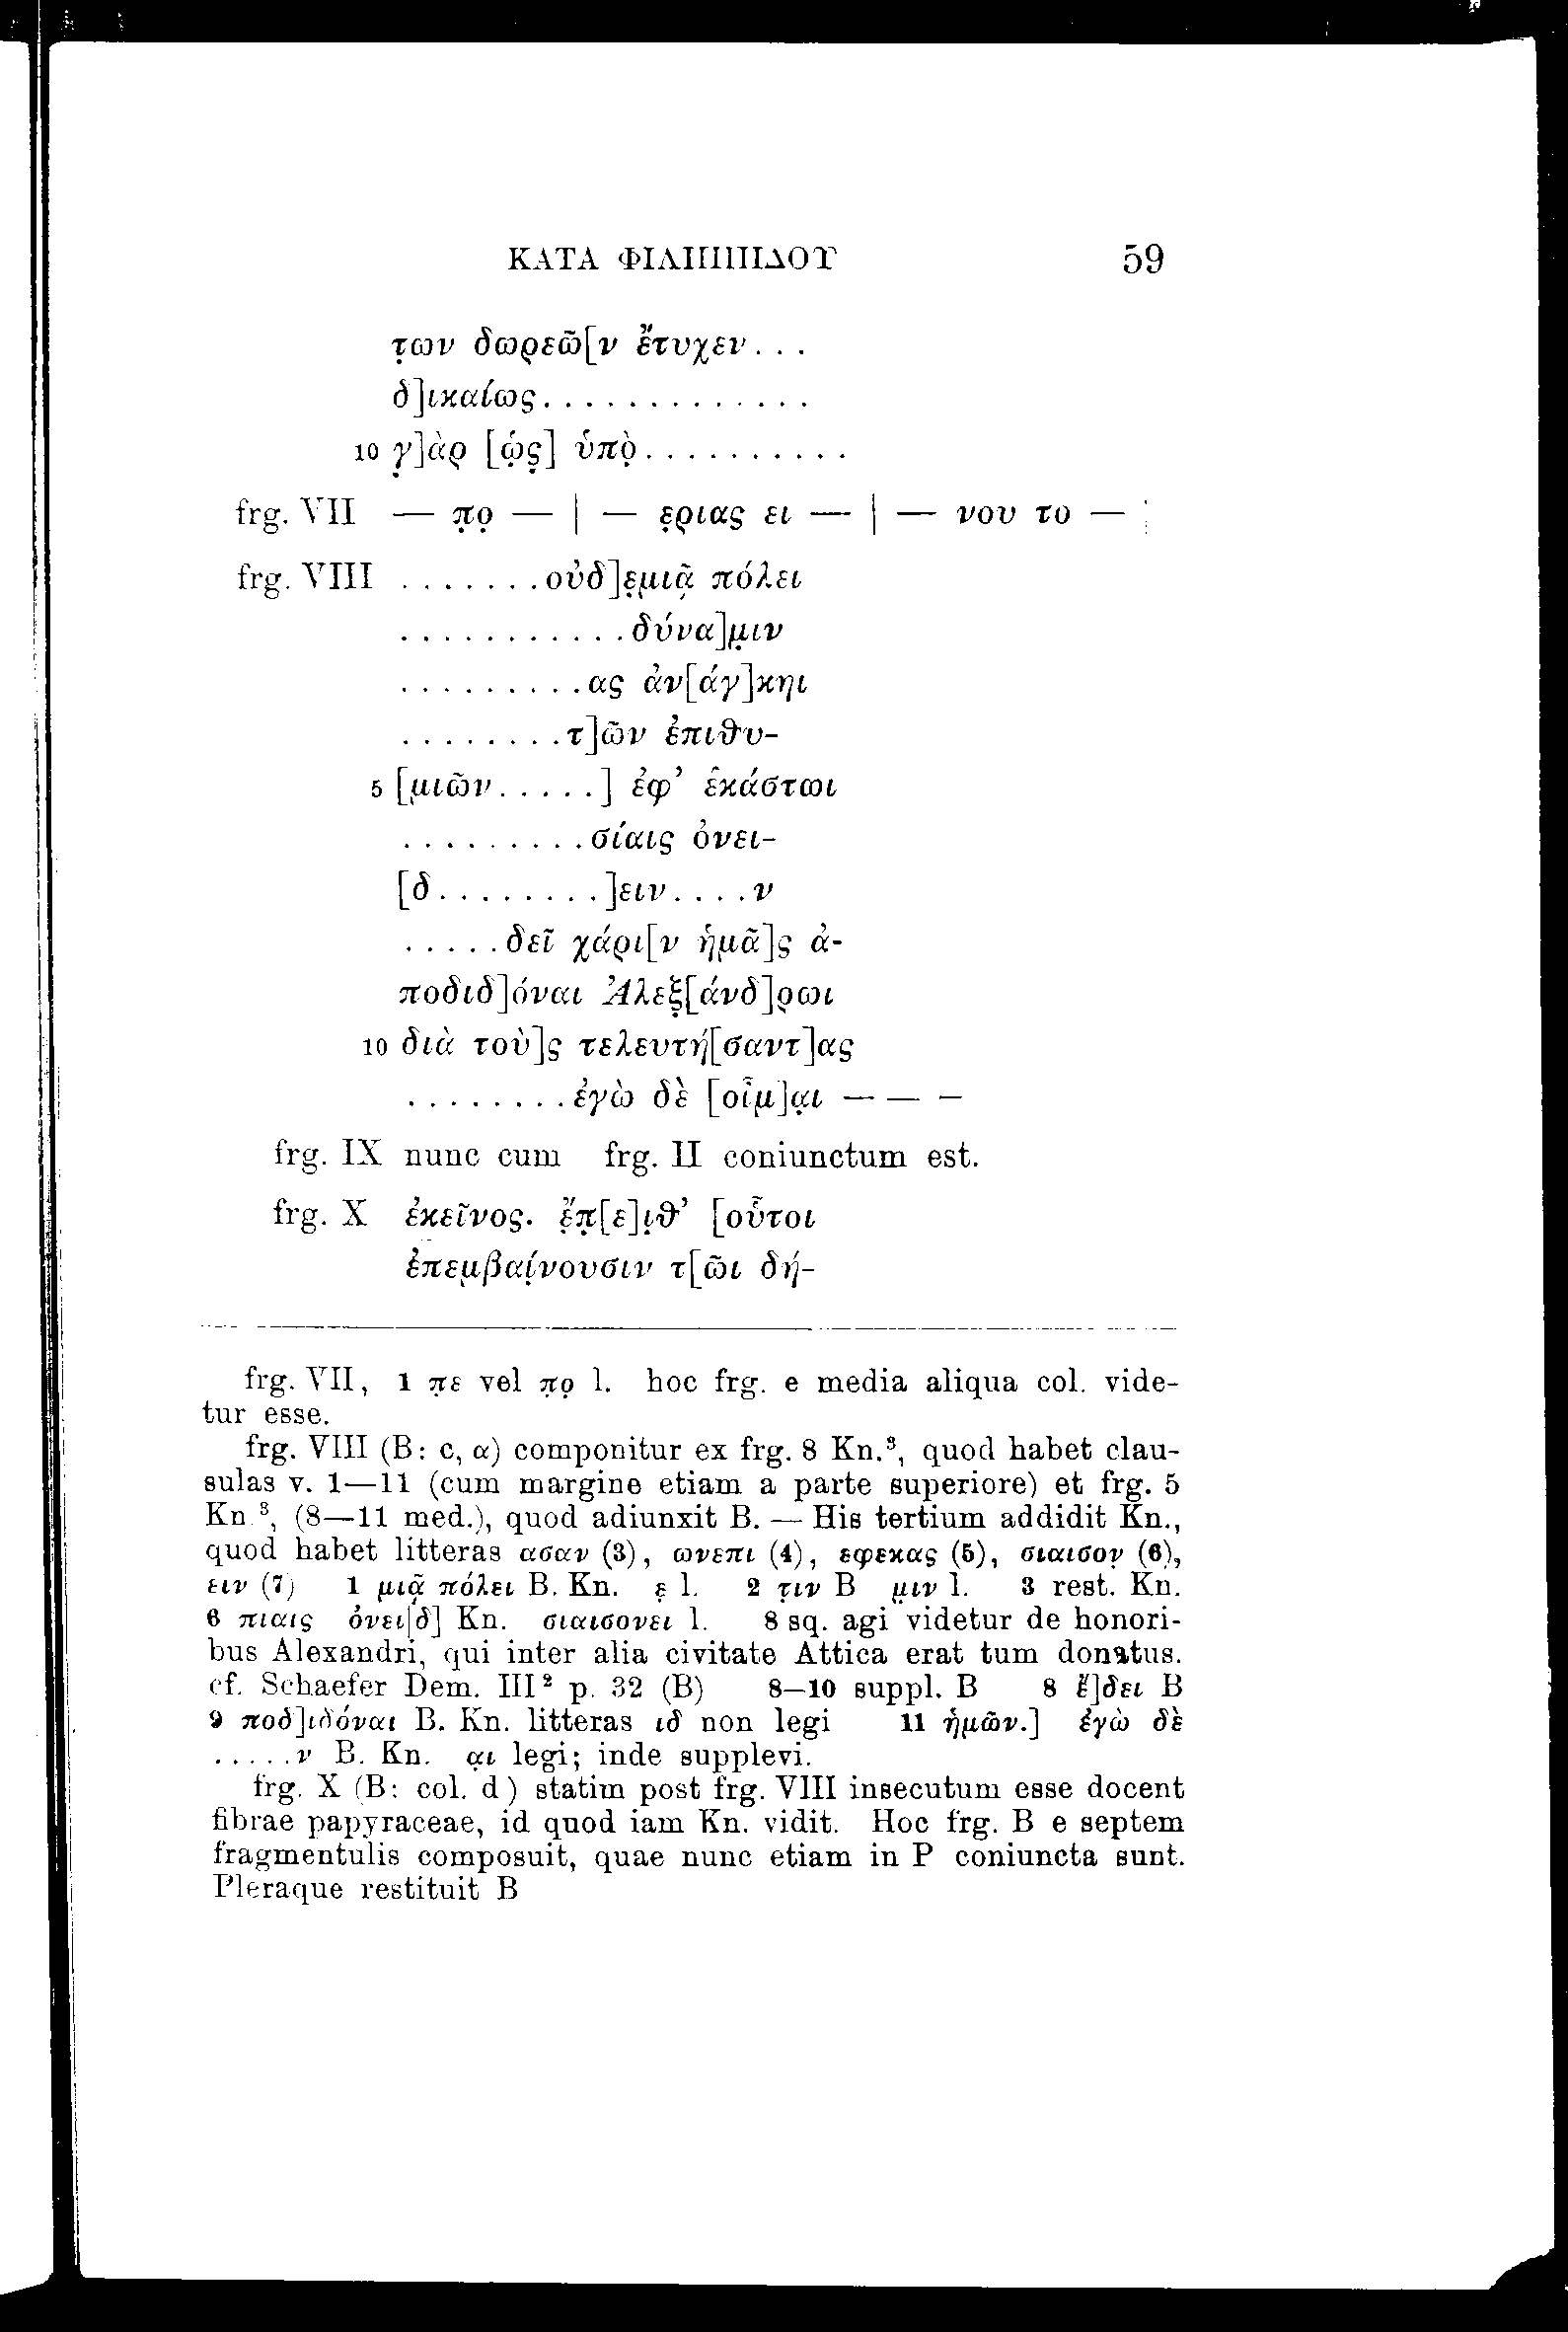 ΚΑΤΑ ΦΙΛΙΠΠΙΔΟΥ 59
τ̣ων δωρεῶ[ν ἔτυχεν...
δ]ικαίως.............
10 γ̣]ὰρ [ὡ̣ς̣] ὑπὸ̣..........
frg. VII — π̣ο̣ — | — ε̣ριας ει — | — νου το — ¦
frg. VIII .......οὐδ]ε̣μιᾷ πόλει
...........δύνα]μ̣ιν
.........ας ἀν[άγ]κηι
........τ]ῶν ἐπιθυ-
5 [μιῶν.....] ἐφ’ ἑκάστωι
.........σίαις ὀνει-
[δ........]ειν....ν
.....δεῖ χάρι[ν ἡμᾶ]ς ἀ-
ποδιδ]όναι Ἀλεξ̣[άνδ]ρωι
10 διὰ τοὺ]ς τελευτή[σαντ]ας
........ἐγὼ δὲ [οἶμ]α̣ι — — —
frg. IX nunc cum frg. II coniunctum est.
frg. X ἐκεῖνος. ἔ̣π̣[ε]ι̣θ’ [οὗτοι
ἐπεμβαί̣νουσιν τ[ῶι δή-
frg. VII, 1 π̣ε vel π̣ο̣ l. hoc frg. e media aliqua col. vide-
tur esse.
frg. VIII (B: c, α) componitur ex frg. 8 Kn.³, quod habet clau-
sulas v. 1—11 (cum margine etiam a parte superiore) et frg. 5
Kn.³, (8—11 med.), quod adiunxit B. — His tertium addidit Kn.,
quod habet litteras ασαν (3), ωνεπι (4), εφεκας (5), σιαισον̣ (6),
ειν (7) 1 μιᾷ πόλει B. Kn. ε̣ l. 2 τ̣ιν B μ̣ιν l. 3 rest. Kn.
6 πιαις ὀνει[δ] Kn. σιαισονει l. 8 sq. agi videtur de honori-
bus Alexandri, qui inter alia civitate Attica erat tum donatus.
cf. Schaefer Dem. III² p. 32 (B) 8—10 suppl. B 8 ἔ]δει B
9 ποδ]ιδόναι B. Kn. litteras ιδ non legi 11 ἡμῶν.] ἐγὼ δὲ
.....ν B. Kn. α̣ι legi; inde supplevi.
frg. X (B: col. d) statim post frg. VIII insecutum esse docent
fibrae papyraceae, id quod iam Kn. vidit. Hoc frg. B e septem
fragmentulis composuit, quae nunc etiam in P coniuncta sunt.
Pleraque restituit B